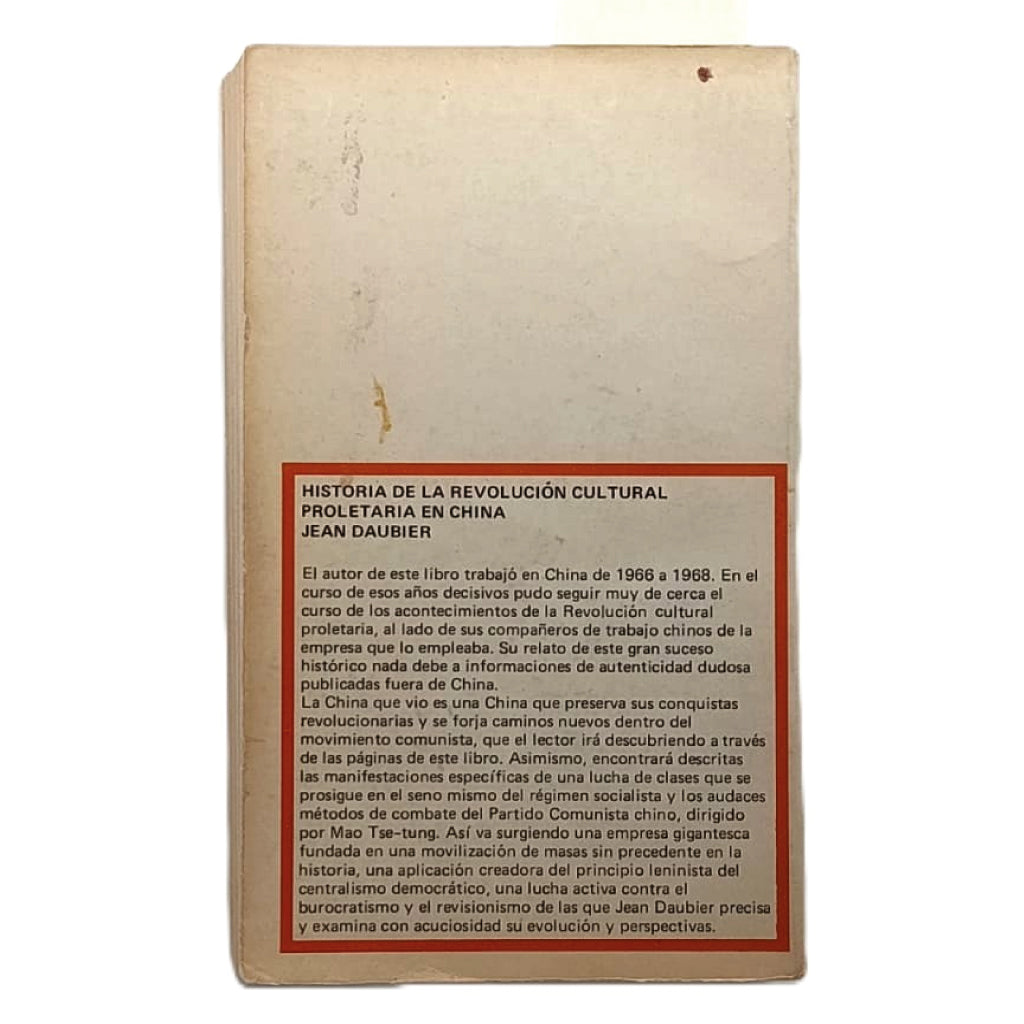 HISTORIA DE LA REVOLUCIÓN CULTURAL
PROLETARIA EN CHINA
JEAN DAUBIER
El autor de este libro trabajó en China de 1966 a 1968. En el
curso de esos años decisivos pudo seguir muy de cerca el
curso de los acontecimientos de la Revolución cultural
proletaria, al lado de sus compañeros de trabajo chinos de la
empresa que lo empleaba. Su relato de este gran suceso
histórico nada debe a informaciones de autenticidad dudosa
publicadas fuera de China.
La China que vio es una China que preserva sus conquistas
revolucionarias y se forja caminos nuevos dentro del
movimiento comunista, que el lector irá descubriendo a través
de las páginas de este libro. Asimismo, encontrará descritas
las manifestaciones específicas de una lucha de clases que se
prosigue en el seno mismo del régimen socialista y los audaces
métodos de combate del Partido Comunista chino, dirigido
por Mao Tse-tung. Así va surgiendo una empresa gigantesca
fundada en una movilización de masas sin precedente en la
historia, una aplicación creadora del principio leninista del
centralismo democrático, una lucha activa contra el
burocratismo y el revisionismo de las que Jean Daubier precisa
y examina con acuciosidad su evolución y perspectivas.